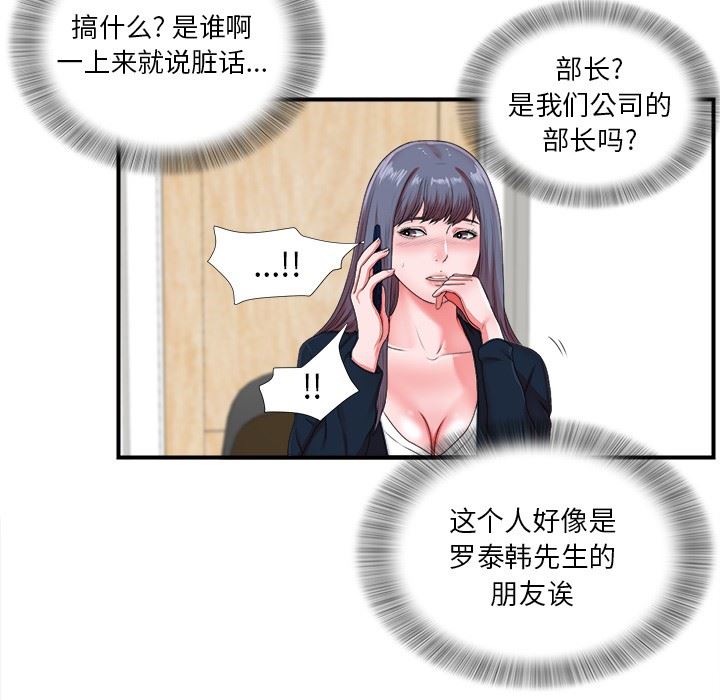 搞什么? 是谁啊
一上来就说脏话...
部长?
是我们公司的
部长吗?
...!!
!!
这个人好像是
罗泰韩先生的
朋友诶